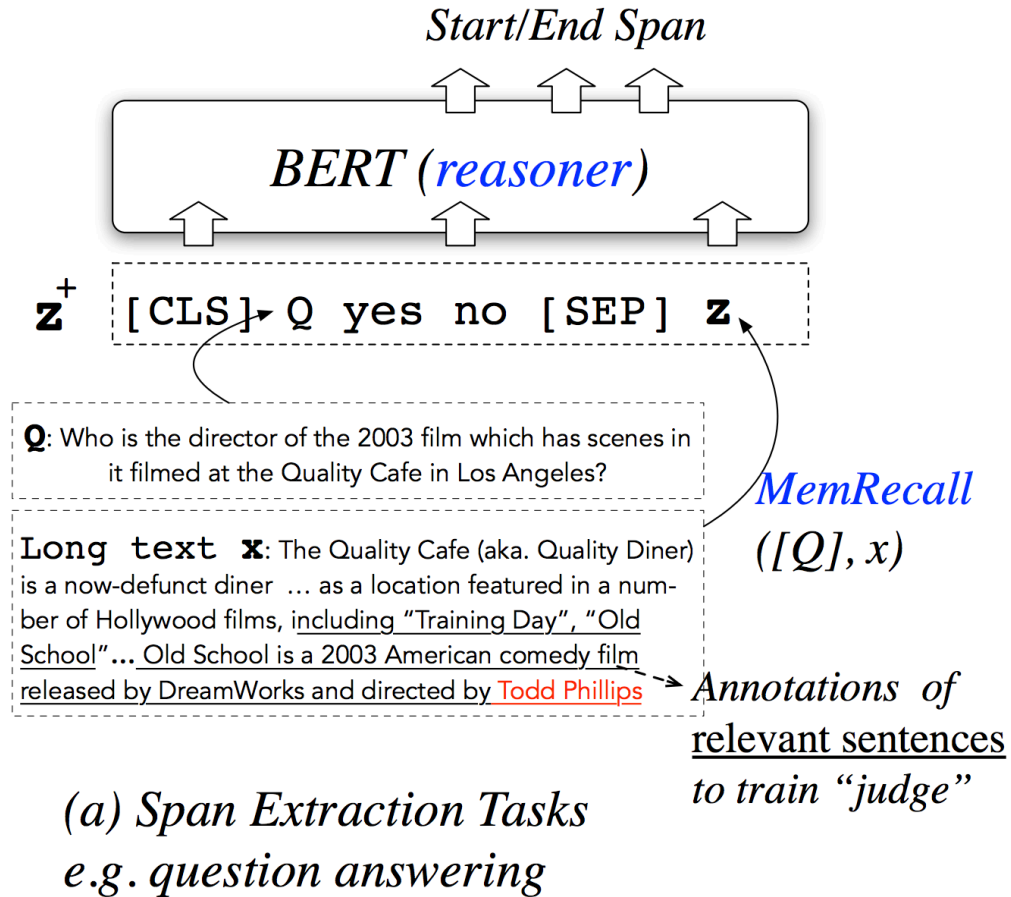 Start/End Span
BERT (reasoner)
z+ [CLS] Q yes no [SEP] z
Q: Who is the director of the 2003 film which has scenes in
it filmed at the Quality Cafe in Los Angeles?
MemRecall
([Q], x)
Long text x: The Quality Cafe (aka. Quality Diner)
is a now-defunct diner ... as a location featured in a num-
ber of Hollywood films, including “Training Day”, “Old
School”... Old School is a 2003 American comedy film
released by DreamWorks and directed by Todd Phillips
Annotations of
relevant sentences
to train “judge”
(a) Span Extraction Tasks
e.g. question answering